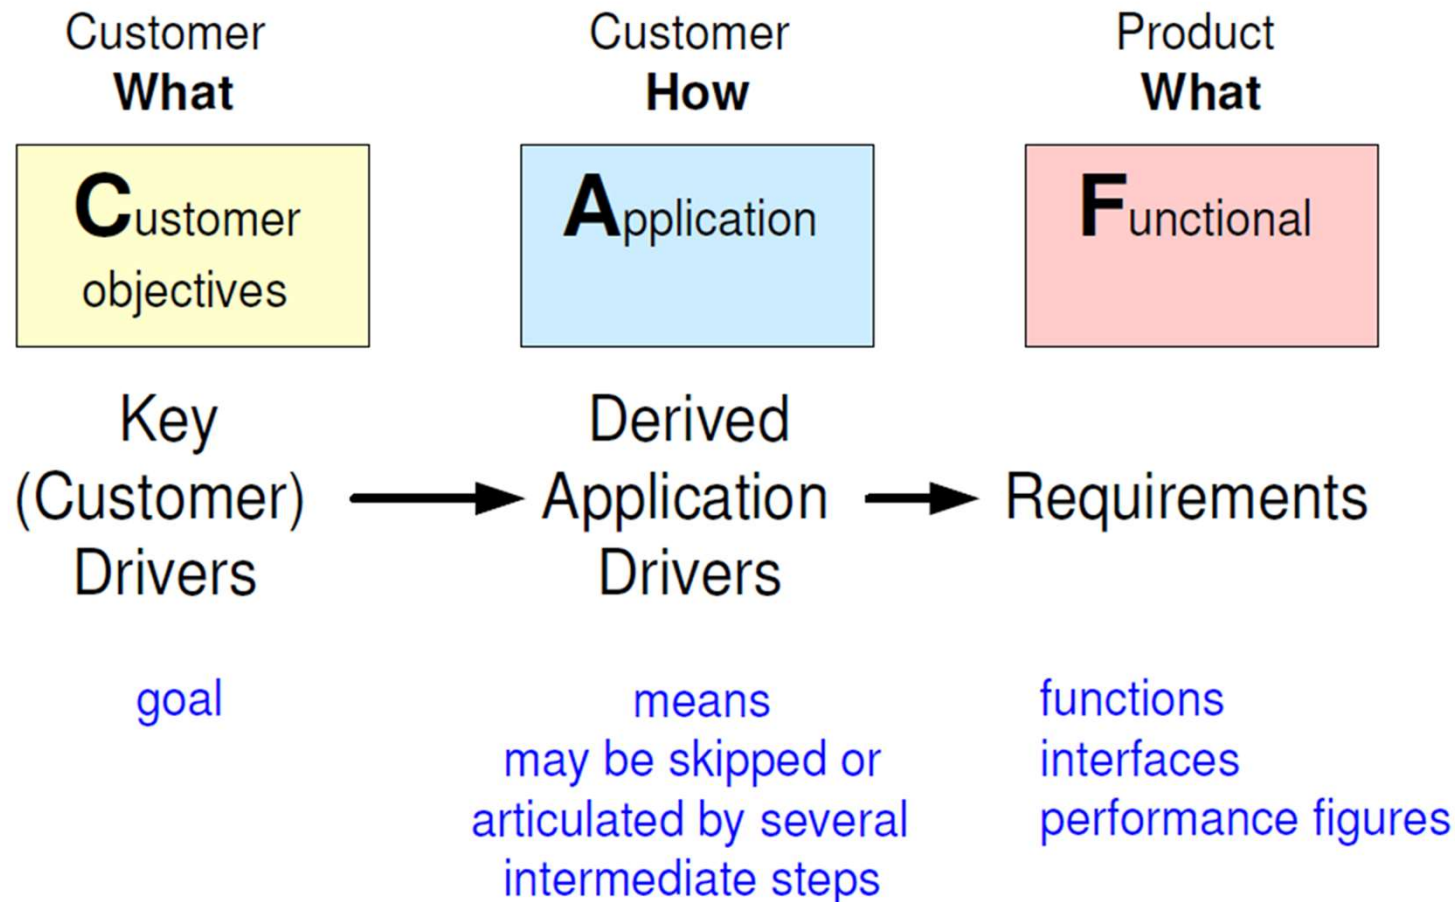 Customer
What
Customer
How
Product
What
Customer
objectives
Application
Functional
Key
(Customer)
Drivers
Derived
Application
Drivers
Requirements
goal
means
may be skipped or
articulated by several
intermediate steps
functions
interfaces
performance figures